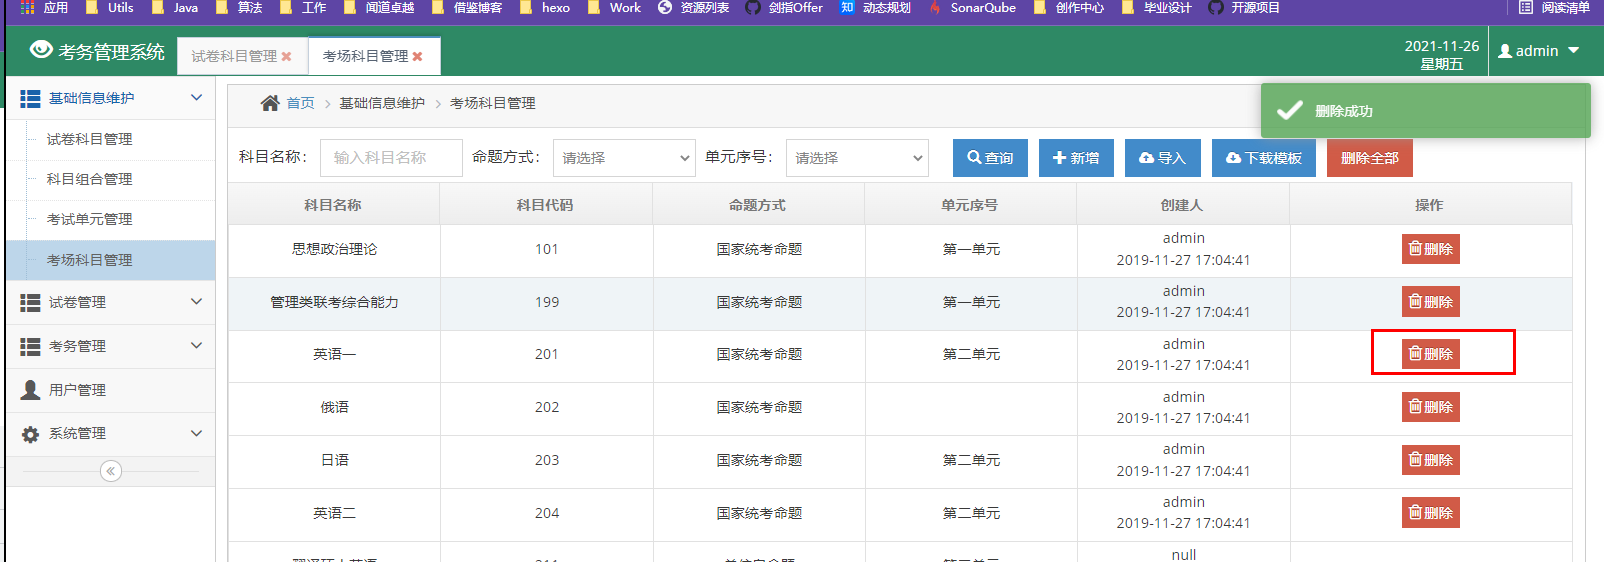 应用 Utils Java 算法 工作 闻道卓越 借鉴博客 hexo Work 资源列表 剑指Offer 知 动态规划 SonarQube 创作中心 毕业设计 开源项目 阅读清单
考务管理系统 试卷科目管理 考场科目管理 2021-11-26 admin
星期五
基础信息维护
试卷科目管理
科目组合管理
考试单元管理
考场科目管理
试卷管理
考务管理
用户管理
系统管理
首页 > 基础信息维护 > 考场科目管理
删除成功
科目名称: 输入科目名称 命题方式: 请选择 单元序号: 请选择 查询 新增 导入 下载模板 删除全部
科目名称 科目代码 命题方式 单元序号 创建人 操作
思想政治理论 101 国家统考命题 第一单元 admin 删除
2019-11-27 17:04:41
管理类联考综合能力 199 国家统考命题 第一单元 admin 删除
2019-11-27 17:04:41
英语一 201 国家统考命题 第二单元 admin 删除
2019-11-27 17:04:41
俄语 202 国家统考命题 admin 删除
2019-11-27 17:04:41
日语 203 国家统考命题 第二单元 admin 删除
2019-11-27 17:04:41
英语二 204 国家统考命题 第二单元 admin 删除
2019-11-27 17:04:41
null